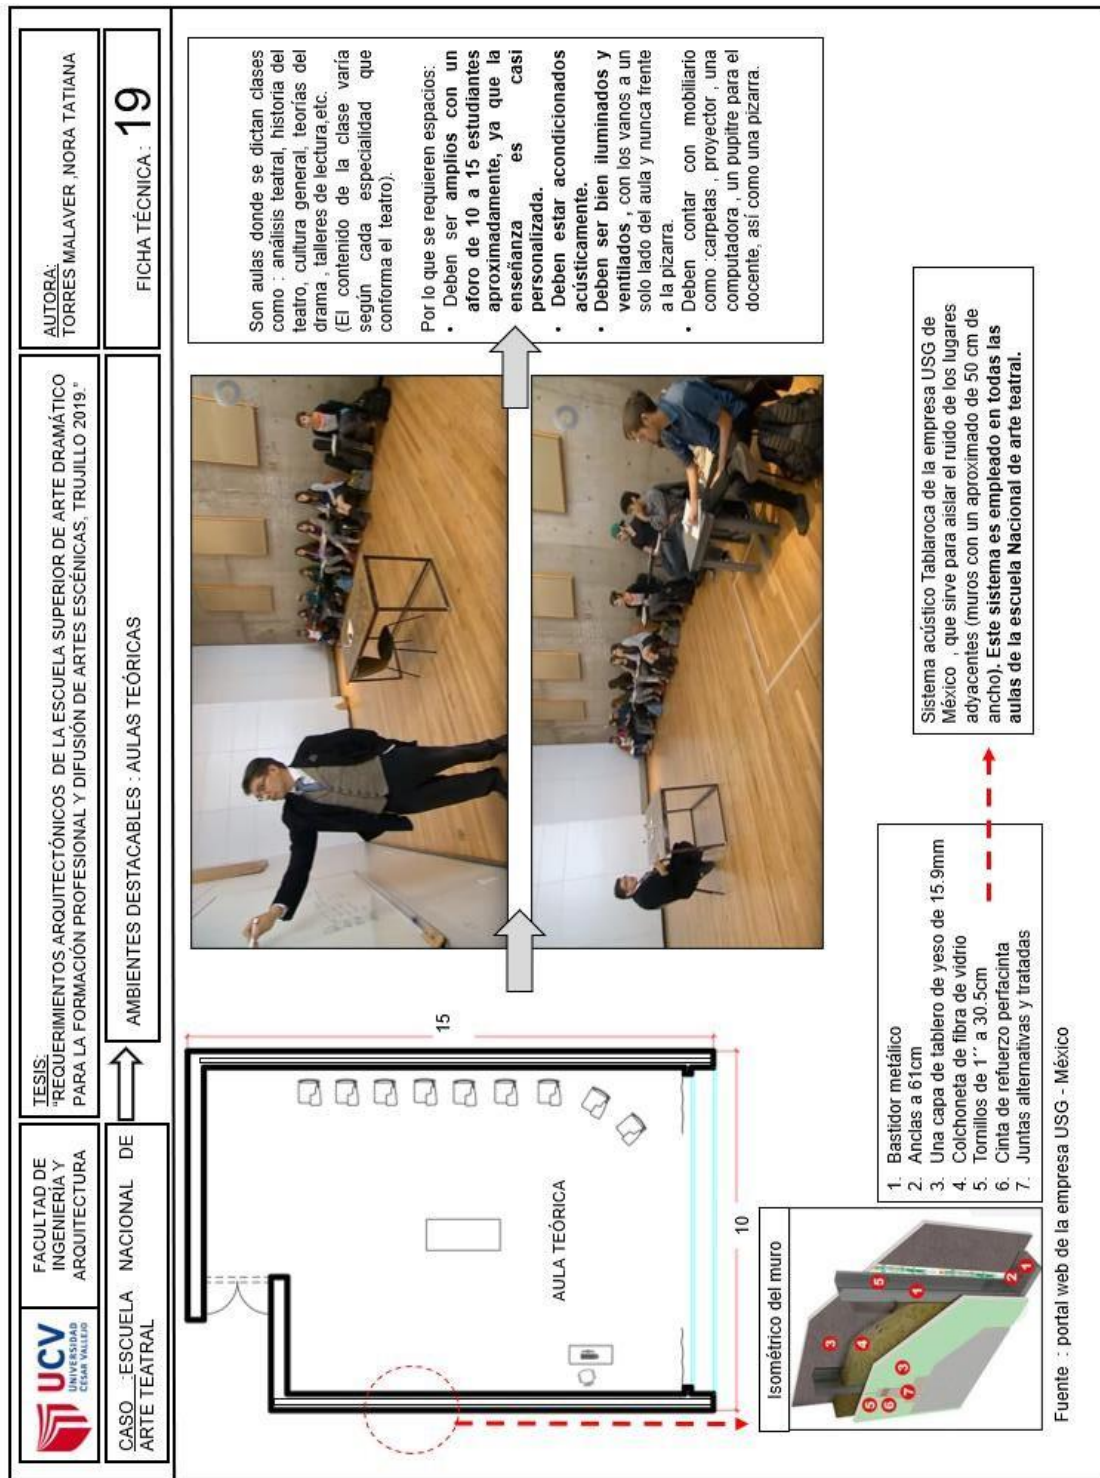 UCV
UNIVERSIDAD
CÉSAR VALLEJO
FACULTAD DE
INGENIERÍA Y
ARQUITECTURA
TESIS:
"REQUERIMIENTOS ARQUITECTÓNICOS DE LA ESCUELA SUPERIOR DE ARTE DRAMÁTICO
PARA LA FORMACIÓN PROFESIONAL Y DIFUSIÓN DE ARTES ESCÉNICAS, TRUJILLO 2019."
AUTORA:
TORRES MALAVER ,NORA TATIANA
CASO :ESCUELA NACIONAL DE
ARTE TEATRAL
AMBIENTES DESTACABLES : AULAS TEÓRICAS
FICHA TÉCNICA : 19
AULA TEÓRICA
15
10
Son aulas donde se dictan clases
como : análisis teatral, historia del
teatro, cultura general, teorías del
drama , talleres de lectura,etc.
(El contenido de la clase varía
según cada especialidad que
conforma el teatro).
Por lo que se requieren espacios:
• Deben ser amplios con un
aforo de 10 a 15 estudiantes
aproximadamente, ya que la
enseñanza es casi
personalizada.
• Deben estar acondicionados
acústicamente.
• Deben ser bien iluminados y
ventilados , con los vanos a un
solo lado del aula y nunca frente
a la pizarra.
• Deben contar con mobiliario
como :carpetas , proyector , una
computadora , un pupitre para el
docente, así como una pizarra.
Isométrico del muro
3
5
4
1
5
6
7
3
2
1
1. Bastidor metálico
2. Anclas a 61cm
3. Una capa de tablero de yeso de 15.9mm
4. Colchoneta de fibra de vidrio
5. Tornillos de 1´´ a 30.5cm
6. Cinta de refuerzo perfacinta
7. Juntas alternativas y tratadas
Sistema acústico Tablaroca de la empresa USG de
México , que sirve para aislar el ruido de los lugares
adyacentes (muros con un aproximado de 50 cm de
ancho). Este sistema es empleado en todas las
aulas de la escuela Nacional de arte teatral.
Fuente : portal web de la empresa USG - México